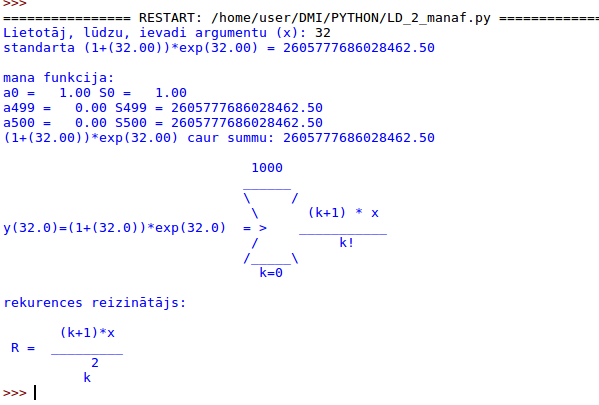 >>>
================ RESTART: /home/user/DMI/PYTHON/LD_2_manaf.py =============
Lietotāj, lūdzu, ievadi argumentu (x): 32
standarta (1+(32.00))*exp(32.00) = 2605777686028462.50
mana funkcija:
a0 =   1.00 S0 =   1.00
a499 =   0.00 S499 = 2605777686028462.50
a500 =   0.00 S500 = 2605777686028462.50
(1+(32.00))*exp(32.00) caur summu: 2605777686028462.50
                               1000
                              ______
                              \     /
                               \      (k+1) * x
y(32.0)=(1+(32.0))*exp(32.0)  = >    ___________
                               /          k!
                              /_____\
                                k=0
rekurences reizinātājs:
       (k+1)*x
 R =  _________
           2
          k
>>>